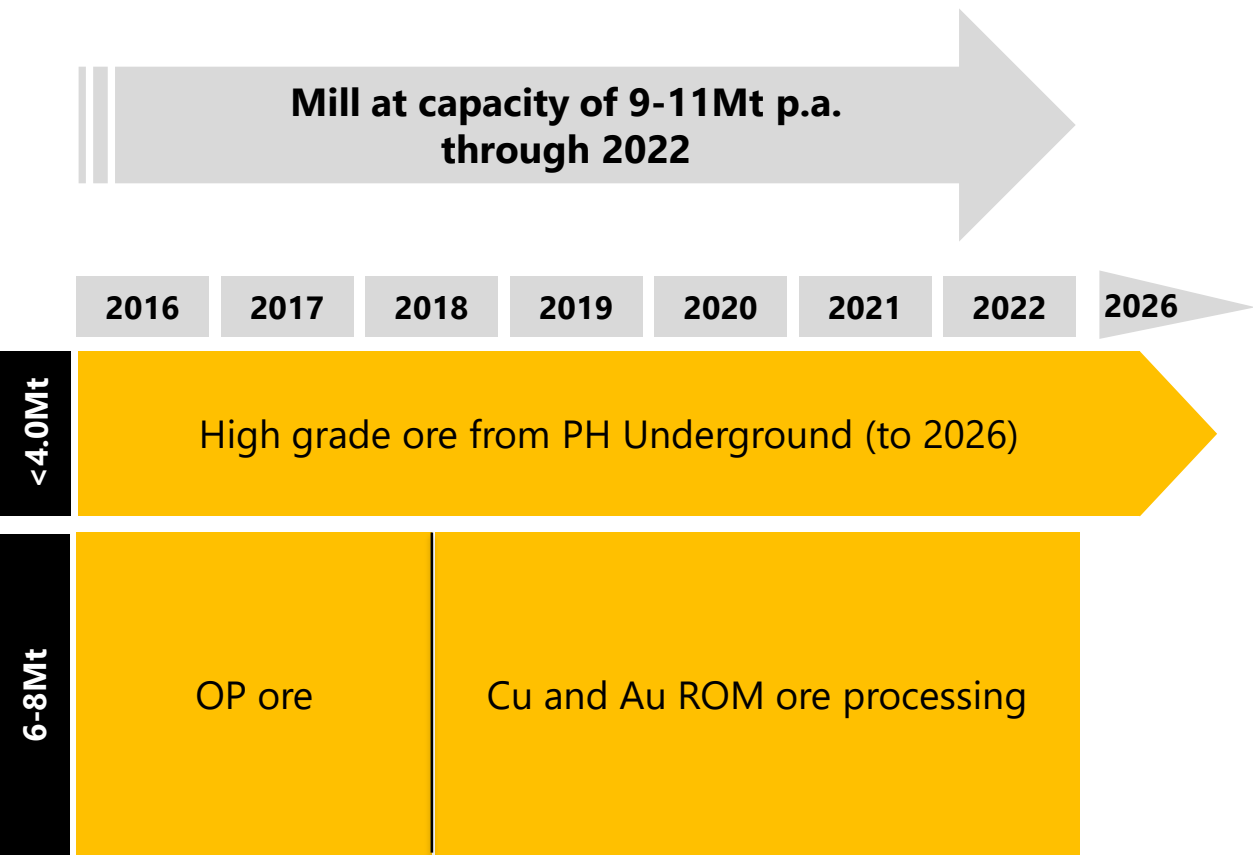 Mill at capacity of 9-11Mt p.a.
through 2022
2016 2017 2018 2019 2020 2021 2022 2026
<4.0Mt
High grade ore from PH Underground (to 2026)
6-8Mt
OP ore
Cu and Au ROM ore processing